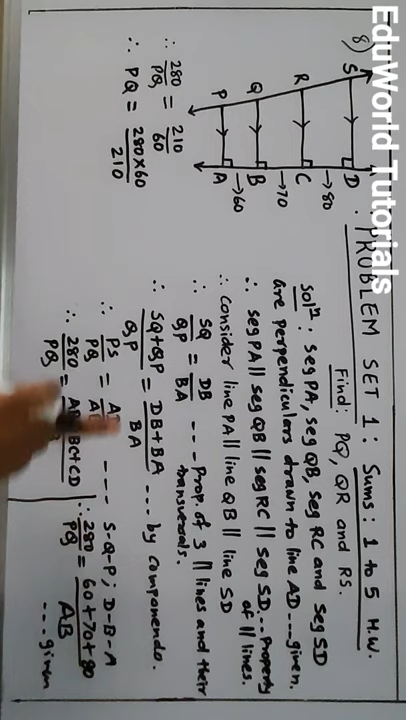 EduWorld Tutorials
PROBLEM SET 1 : Sums: 1 to 5 H.W.
8)
Find: PQ, QR and RS.
S
R
Q
P
D
C
B
A
→80
→70
→60
Solⁿ : seg PA, seg QB, seg RC and seg SD
are perpendiculars drawn to line AD ---given.
∴ seg PA || seg QB || seg RC || seg SD... Property
of || lines.
∴ Consider line PA || line QB || line SD
∴ SQ/QP = DB/BA --- Prop. of 3 || lines and their
transversals.
∴ SQ+QP/QP = DB+BA/BA ... by componendo.
∴ PS/PQ = --- S-Q-P; D-B-A
∴ 280/PQ = BC+CD
∴ 280/PQ = 60+70+80/AB
---given
∴ 280/PQ = 210/60
∴ PQ = 280×60/210